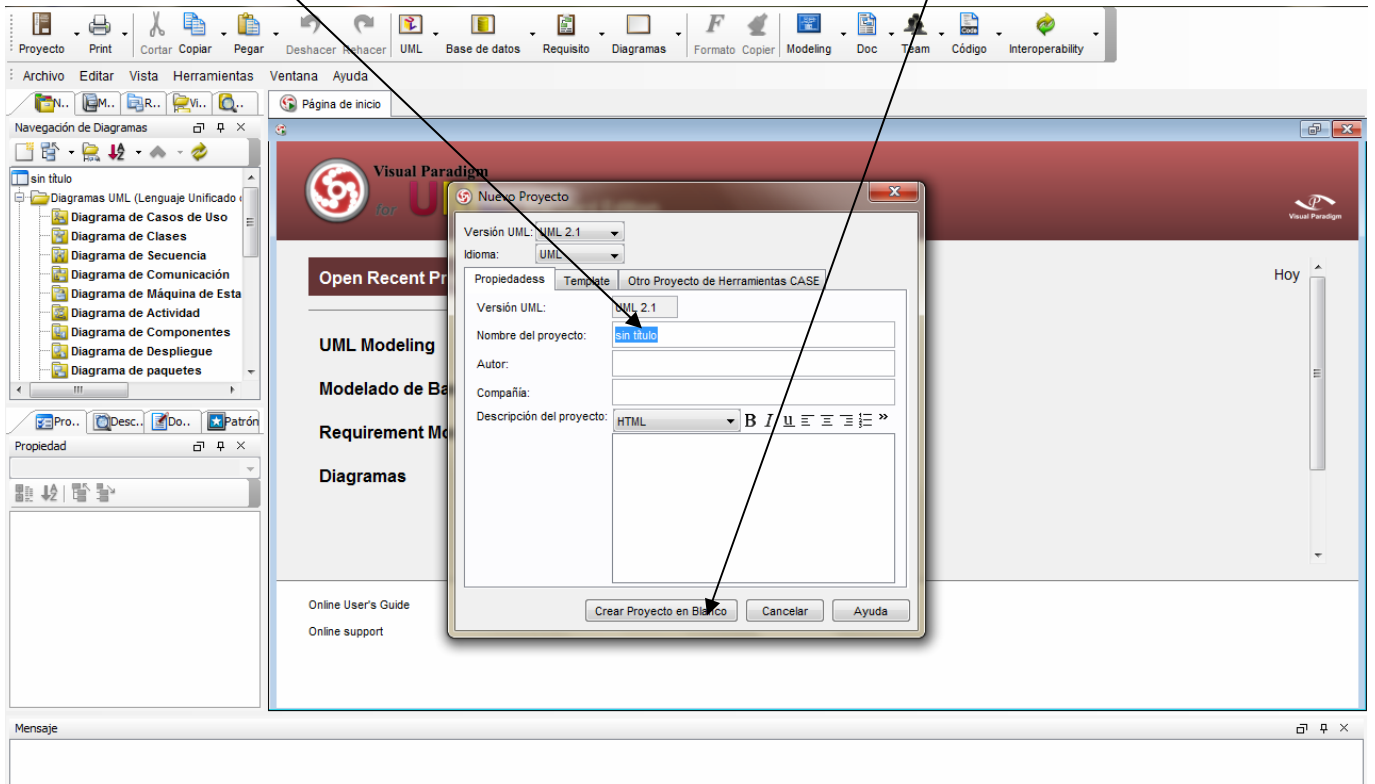 Proyecto Print Cortar Copiar Pegar Deshacer Rehacer UML Base de datos Requisito Diagramas Formato Copier Modeling Doc Team Código Interoperability
Archivo Editar Vista Herramientas Ventana Ayuda
N.. M.. R.. Vi.. Página de inicio
Navegación de Diagramas
sin título
Diagramas UML (Lenguaje Unificado
Diagrama de Casos de Uso
Diagrama de Clases
Diagrama de Secuencia
Diagrama de Comunicación
Diagrama de Máquina de Esta
Diagrama de Actividad
Diagrama de Componentes
Diagrama de Despliegue
Diagrama de paquetes
Pro.. Desc.. Do.. Patrón
Propiedad
Visual Paradigm
for U
Visual Paradigm
Open Recent Pr
Hoy
UML Modeling
Modelado de Ba
Requirement Mo
Diagramas
Online User's Guide
Online support
Nuevo Proyecto
Versión UML: UML 2.1
Idioma: UML
Propiedadess Template Otro Proyecto de Herramientas CASE
Versión UML: UML 2.1
Nombre del proyecto: sin título
Autor:
Compañía:
Descripción del proyecto: HTML B I u »
Crear Proyecto en Blanco Cancelar Ayuda
Mensaje